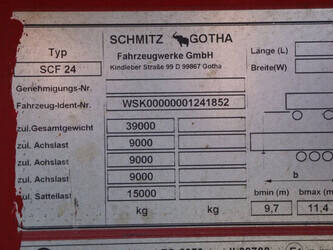 SCHMITZ GOTHA
Fahrzeugwerke GmbH
Kindleber Straße 99 D 99867 Gotha
Typ
SCF 24
Länge (L)
Breite(W)
Genehmigungs-Nr.
Fahrzeug-Ident-Nr. WSK00000001241852
zul.Gesamtgewicht 39000
zul. Achslast 9000
zul. Achslast 9000
zul. Achslast 9000
zul. Sattellast 15000
kg kg
b
bmin (m) bmax (m)
9,7 11,4